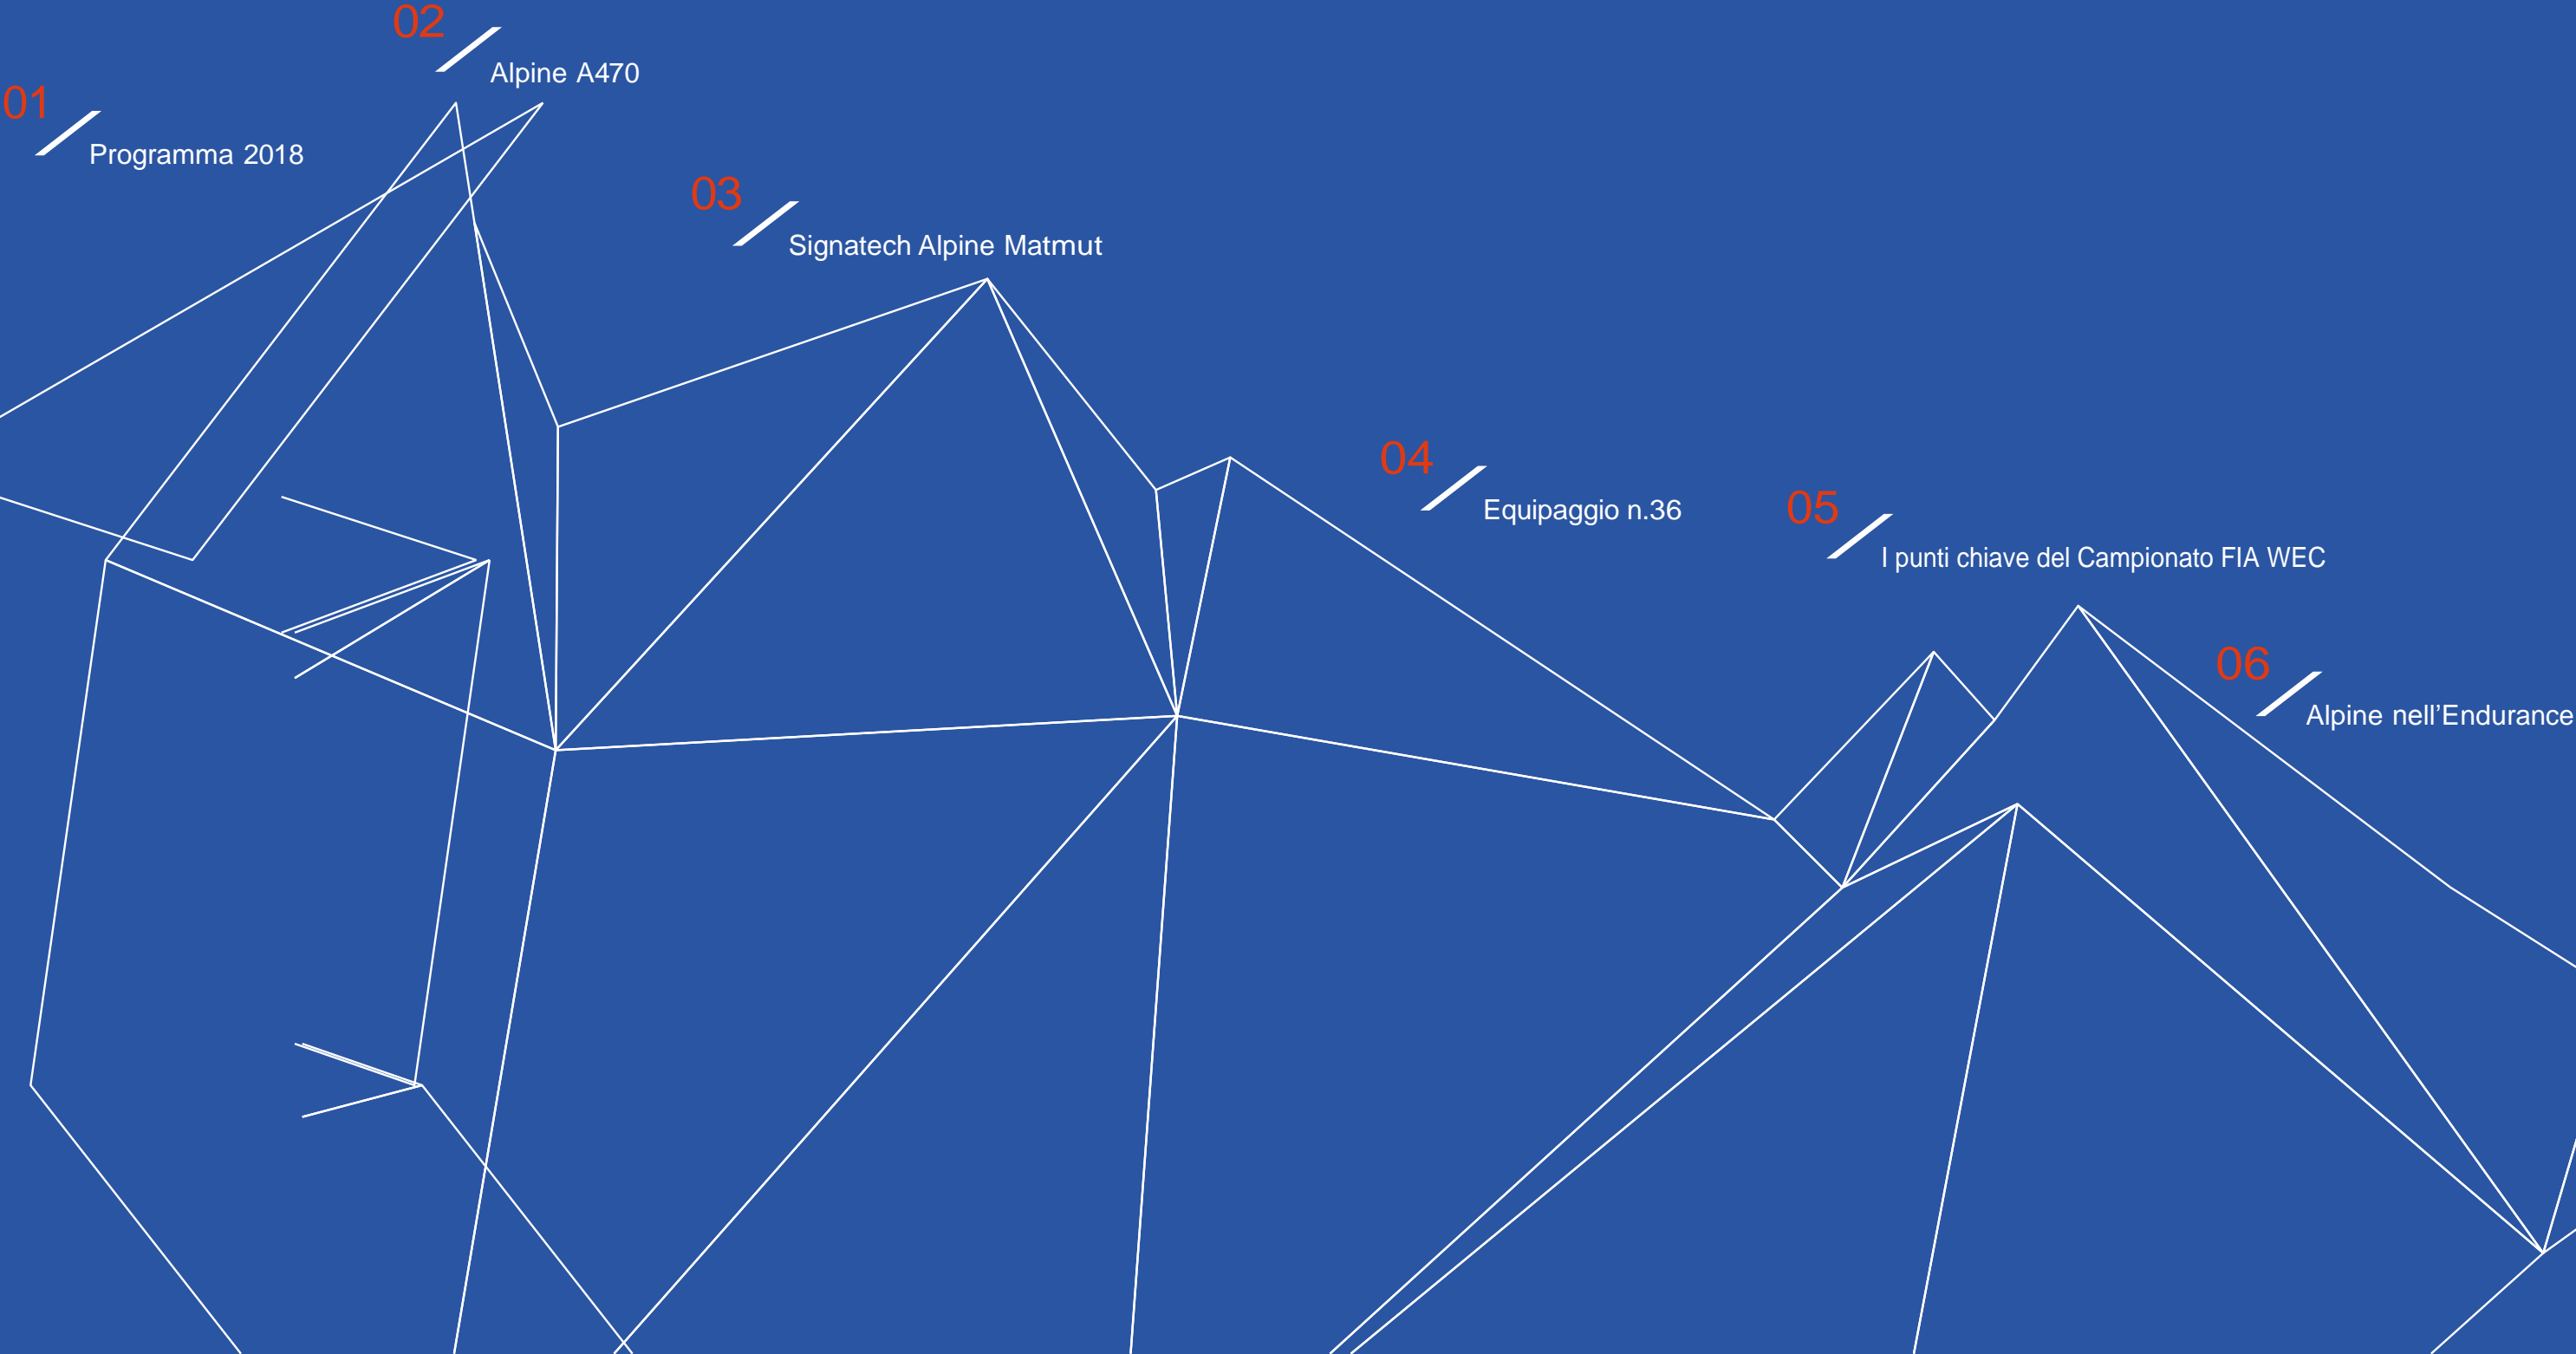 01
Programma 2018
02
Alpine A470
03
Signatech Alpine Matmut
04
Equipaggio n.36
05
I punti chiave del Campionato FIA WEC
06
Alpine nell’Endurance